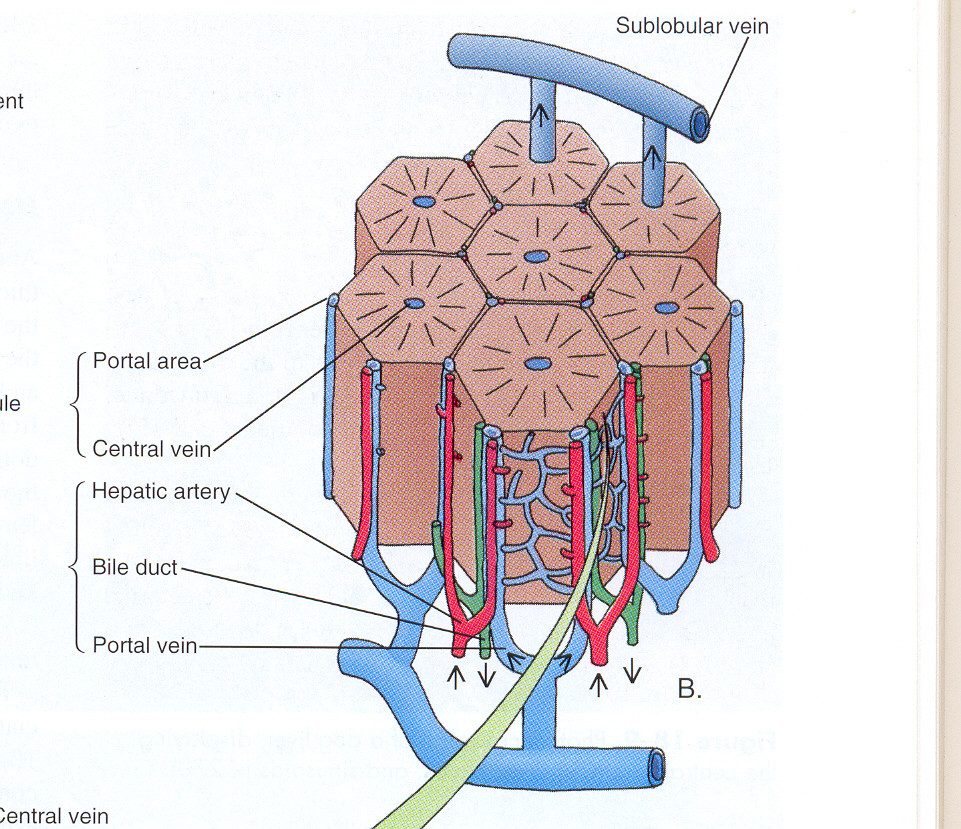 Sublobular vein
ent
Portal area
ule
Central vein
Hepatic artery
Bile duct
Portal vein
B.
Central vein